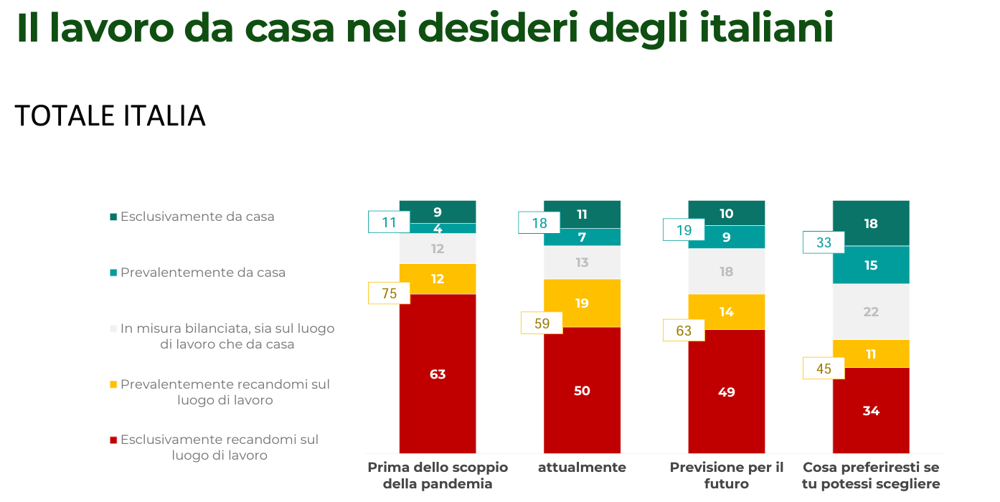 Il lavoro da casa nei desideri degli italiani
TOTALE ITALIA
Esclusivamente da casa
Prevalentemente da casa
In misura bilanciata, sia sul luogo
di lavoro che da casa
Prevalentemente recandomi sul
luogo di lavoro
Esclusivamente recandomi sul
luogo di lavoro
11
9
4
12
12
75
63
18
11
7
13
19
59
50
19
10
9
18
14
63
49
33
18
15
22
11
45
34
Prima dello scoppio
della pandemia
attualmente
Previsione per il
futuro
Cosa preferiresti se
tu potessi scegliere